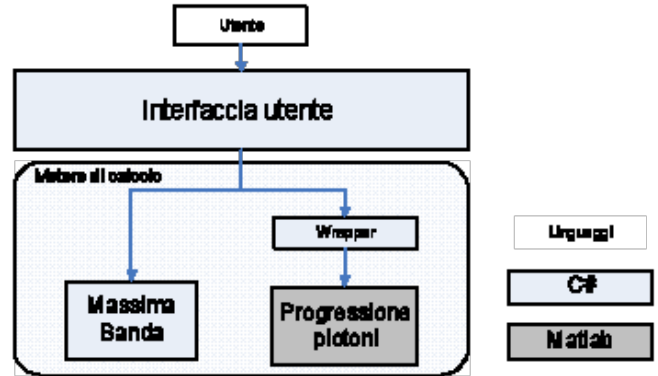 Utente
Interfaccia utente
Motore di calcolo
Wrapper
Massima
Banda
Progressione
plotoni
Linguaggi
C#
Matlab